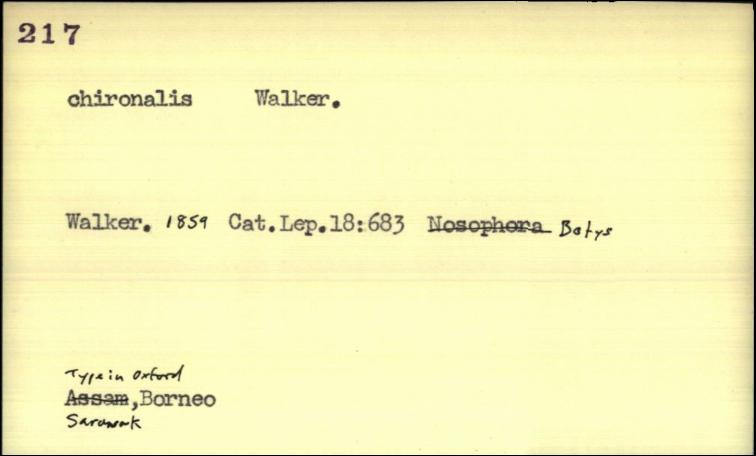 217
chironalis Walker.
Walker. 1859 Cat.Lep.18:683 Nosophora Botys
Type in Oxford
Assam,Borneo
Sarawak